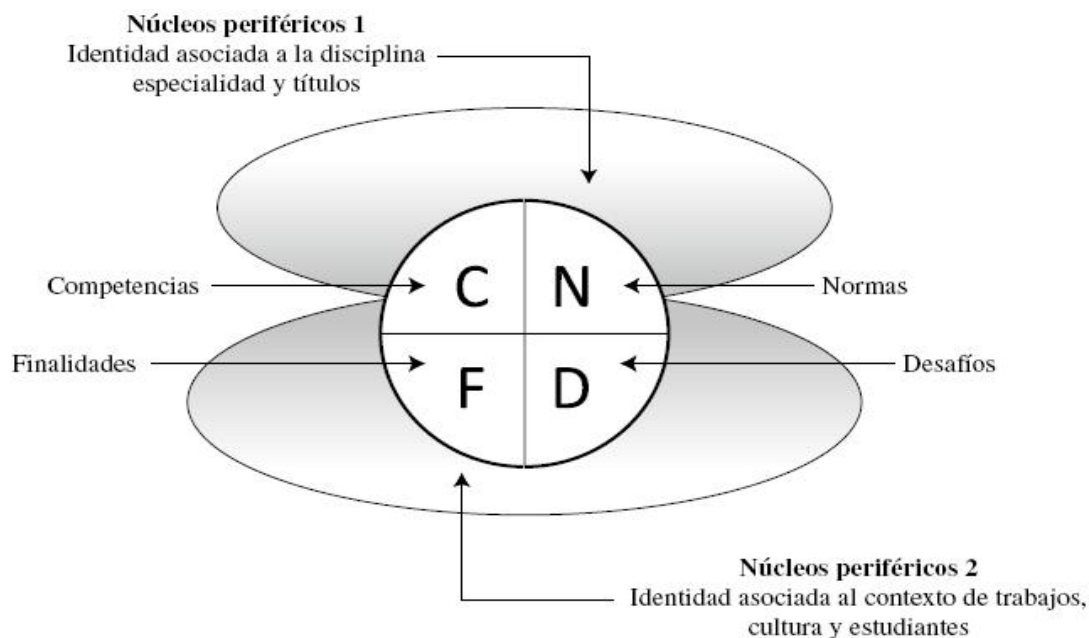 Núcleos periféricos 1
Identidad asociada a la disciplina
especialidad y títulos
Competencias
C
N
Normas
Finalidades
F
D
Desafíos
Núcleos periféricos 2
Identidad asociada al contexto de trabajos,
cultura y estudiantes